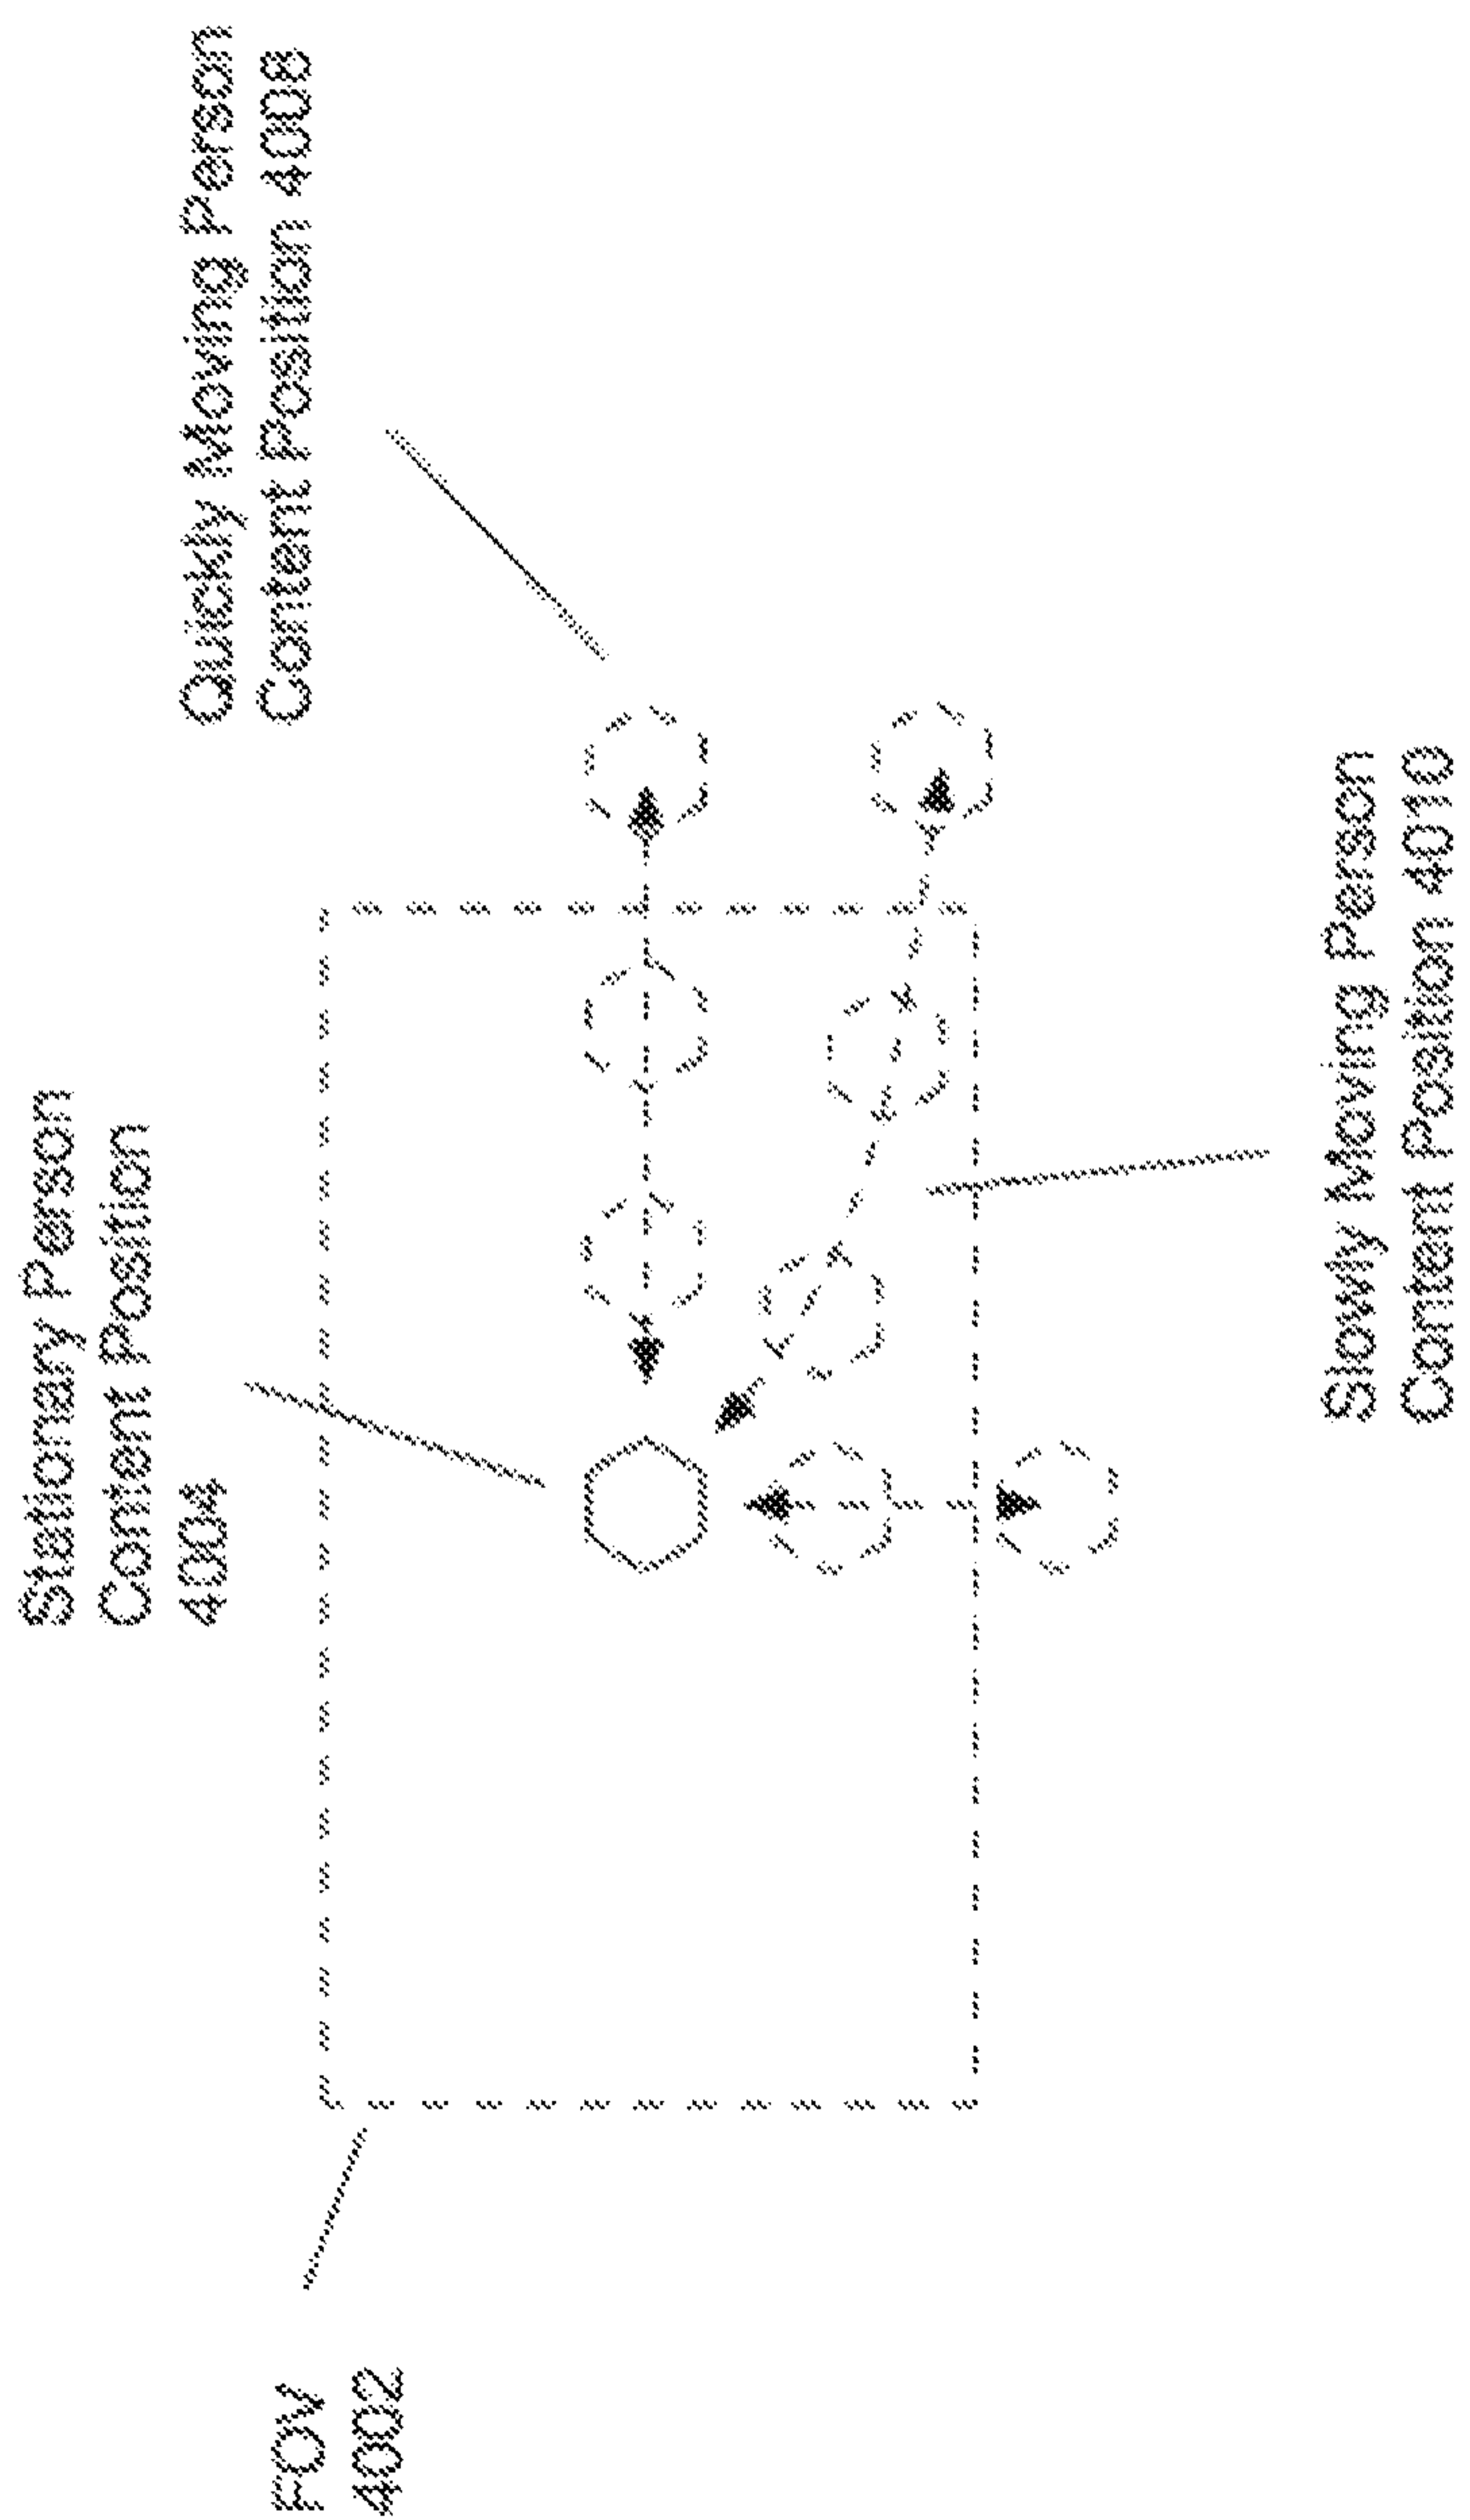 Stationary Person
Content Position
4004
Quickly Moving Person
Content Position 4008
FOV
4002
Slowly Moving Person
Content Position 4010